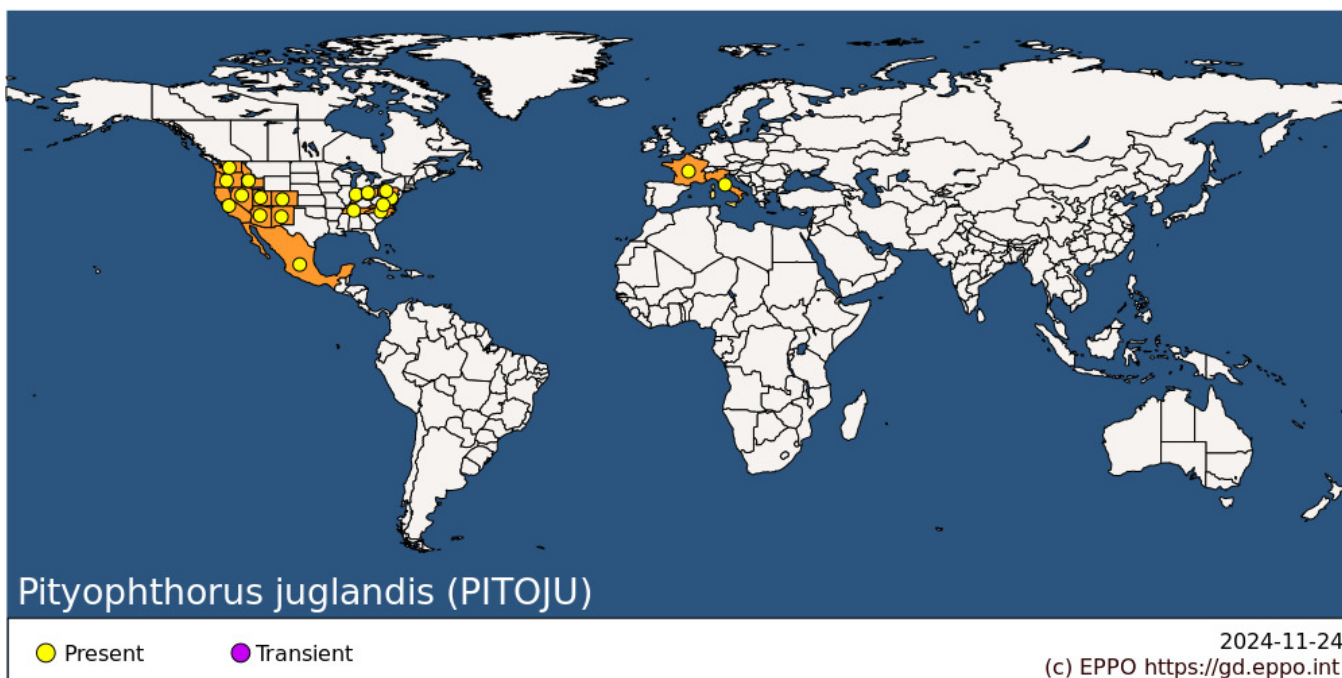 Pityophthorus juglandis (PITOJU)
Present
Transient
2024-11-24
(c) EPPO https://gd.eppo.int